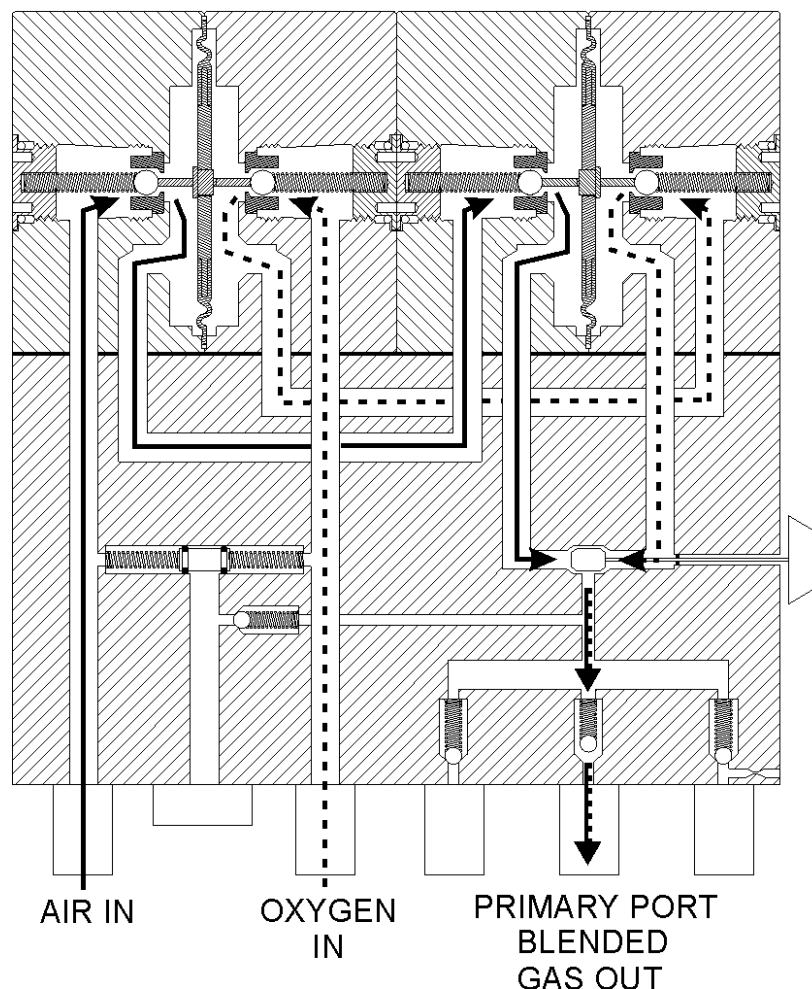 AIR IN
OXYGEN
IN
PRIMARY PORT
BLENDED
GAS OUT